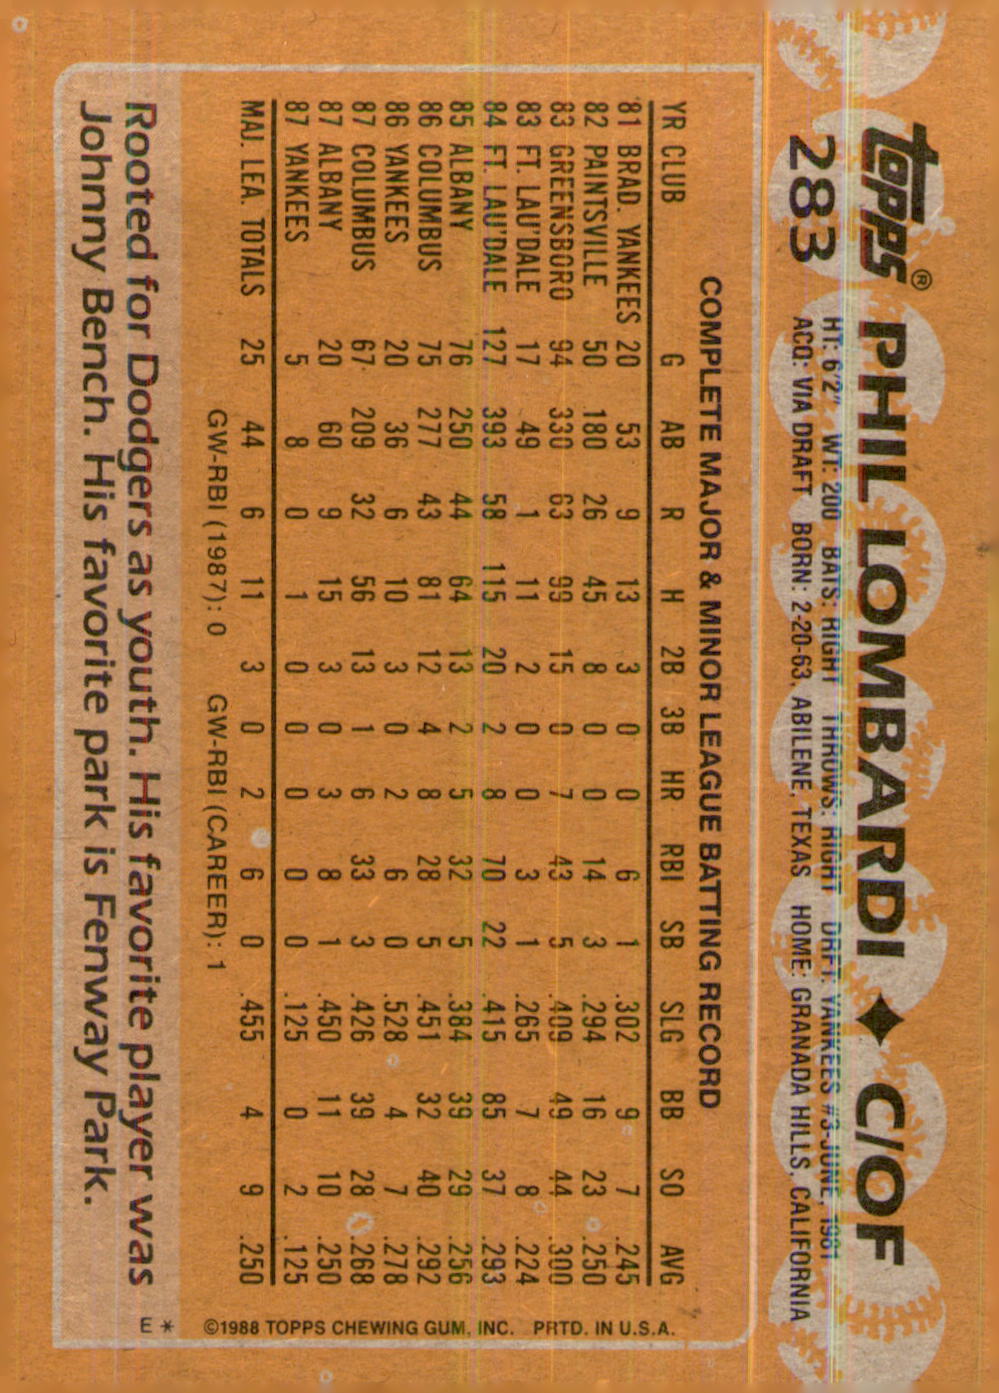 topps® PHIL LOMBARDI ♦ C/OF
283 HT: 6'2" WT: 200 BATS: RIGHT THROWS: RIGHT DRFT: YANKEES #3-JUNE, 1981
ACQ: VIA DRAFT BORN: 2-20-63, ABILENE, TEXAS HOME: GRANADA HILLS, CALIFORNIA
COMPLETE MAJOR & MINOR LEAGUE BATTING RECORD
YR CLUB G AB R H 2B 3B HR RBI SB SLG BB SO AVG
'81 BRAD. YANKEES 20 53 9 13 3 0 0 6 1 .302 9 7 .245
82 PAINTSVILLE 50 180 26 45 8 0 0 14 3 .294 16 23 .250
83 GREENSBORO 94 330 63 99 15 0 7 43 5 .409 49 44 .300
83 FT. LAU'DALE 17 49 1 11 2 0 0 3 1 .265 7 8 .224
84 FT. LAU'DALE 127 393 58 115 20 2 8 70 22 .415 85 37 .293
85 ALBANY 76 250 44 64 13 2 5 32 5 .384 39 29 .256
86 COLUMBUS 75 277 43 81 12 4 8 28 5 .451 32 40 .292
86 YANKEES 20 36 6 10 3 0 2 6 0 .528 4 7 .278
87 COLUMBUS 67 209 32 56 13 1 6 33 3 .426 39 28 .268
87 ALBANY 20 60 9 15 3 0 3 8 1 .450 11 10 .250
87 YANKEES 5 8 0 1 0 0 0 0 0 .125 0 2 .125
MAJ. LEA. TOTALS 25 44 6 11 3 0 2 6 0 .455 4 9 .250
GW-RBI (1987): 0 GW-RBI (CAREER): 1
Rooted for Dodgers as youth. His favorite player was
Johnny Bench. His favorite park is Fenway Park.
©1988 TOPPS CHEWING GUM, INC. PRTD. IN U.S.A.
E*